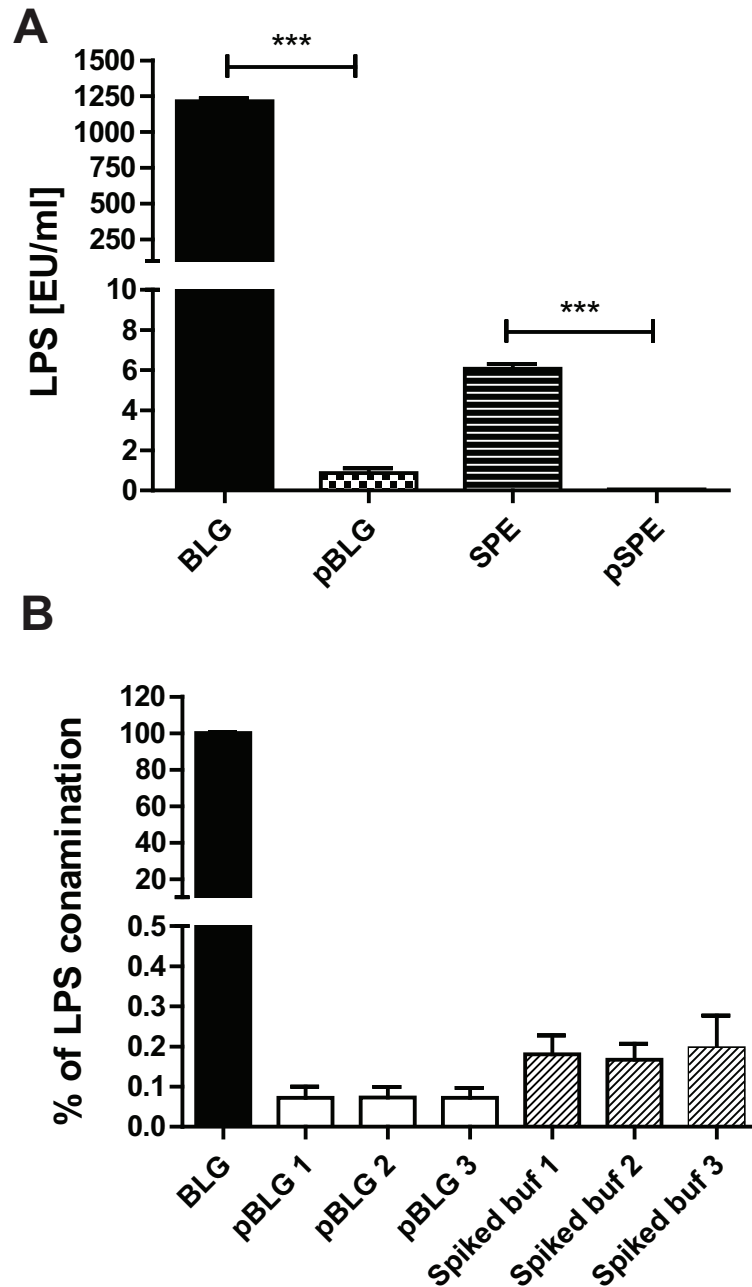 A
***
1500
1250
1000
750
500
250
10
8
6
4
2
0
***
LPS [EU/ml]
BLG
pBLG
SPE
pSPE
B
120
100
80
60
40
20
0.5
0.4
0.3
0.2
0.1
0.0
% of LPS conamination
BLG
pBLG 1
pBLG 2
pBLG 3
Spiked buf 1
Spiked buf 2
Spiked buf 3